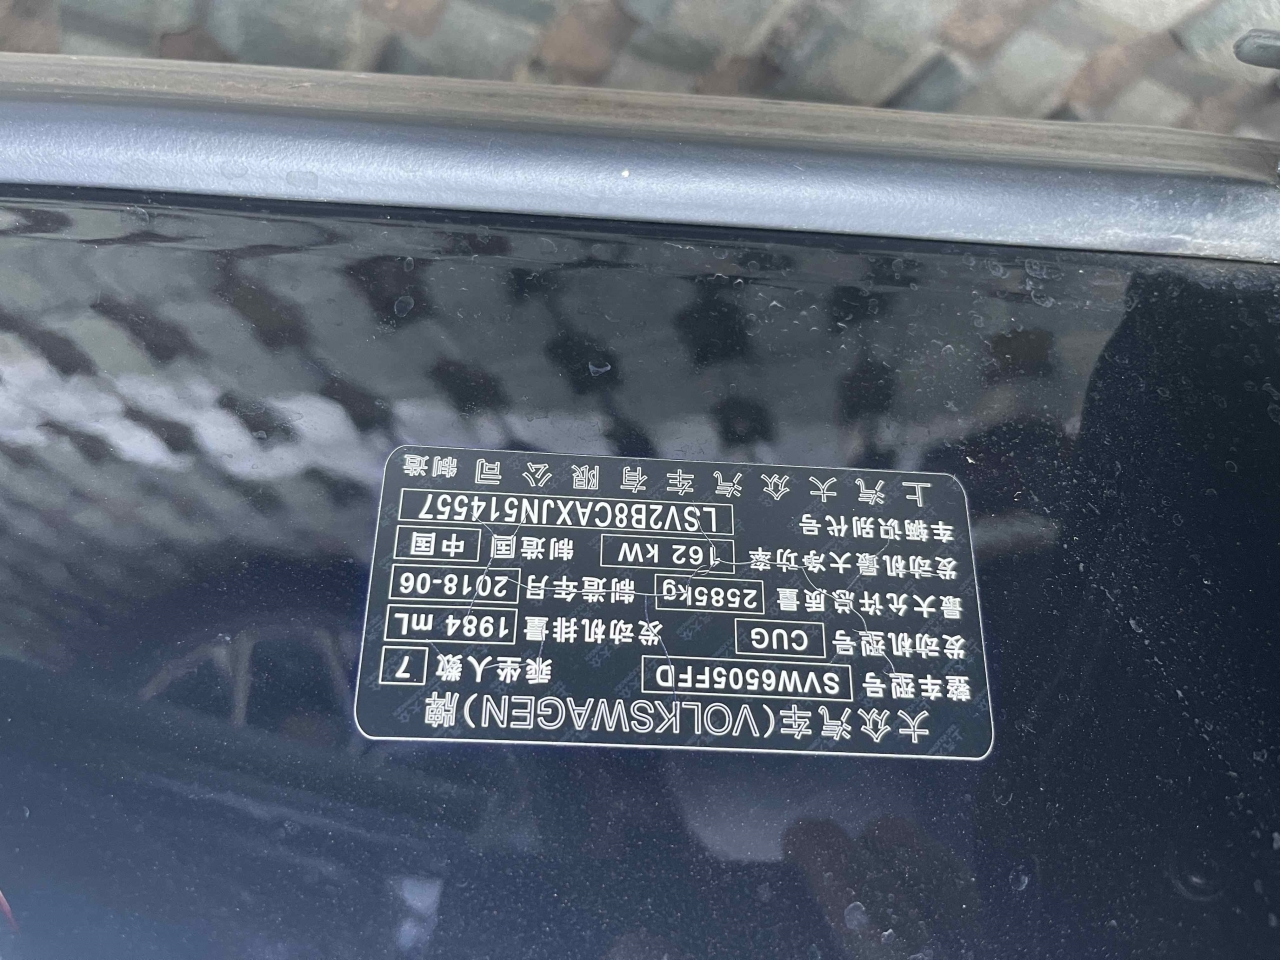 大众汽车(VOLKSWAGEN)牌
整车型号 SVW6505FFD 乘坐人数 7
发动机型号 CUG 发动机排量 1984 mL
最大允许总质量 2585kg 制造年月 2018-06
发动机最大净功率 162 kW 制造国 中国
车辆识别代号 LSV2B8CAXJN514557
上汽大众汽车有限公司 制造